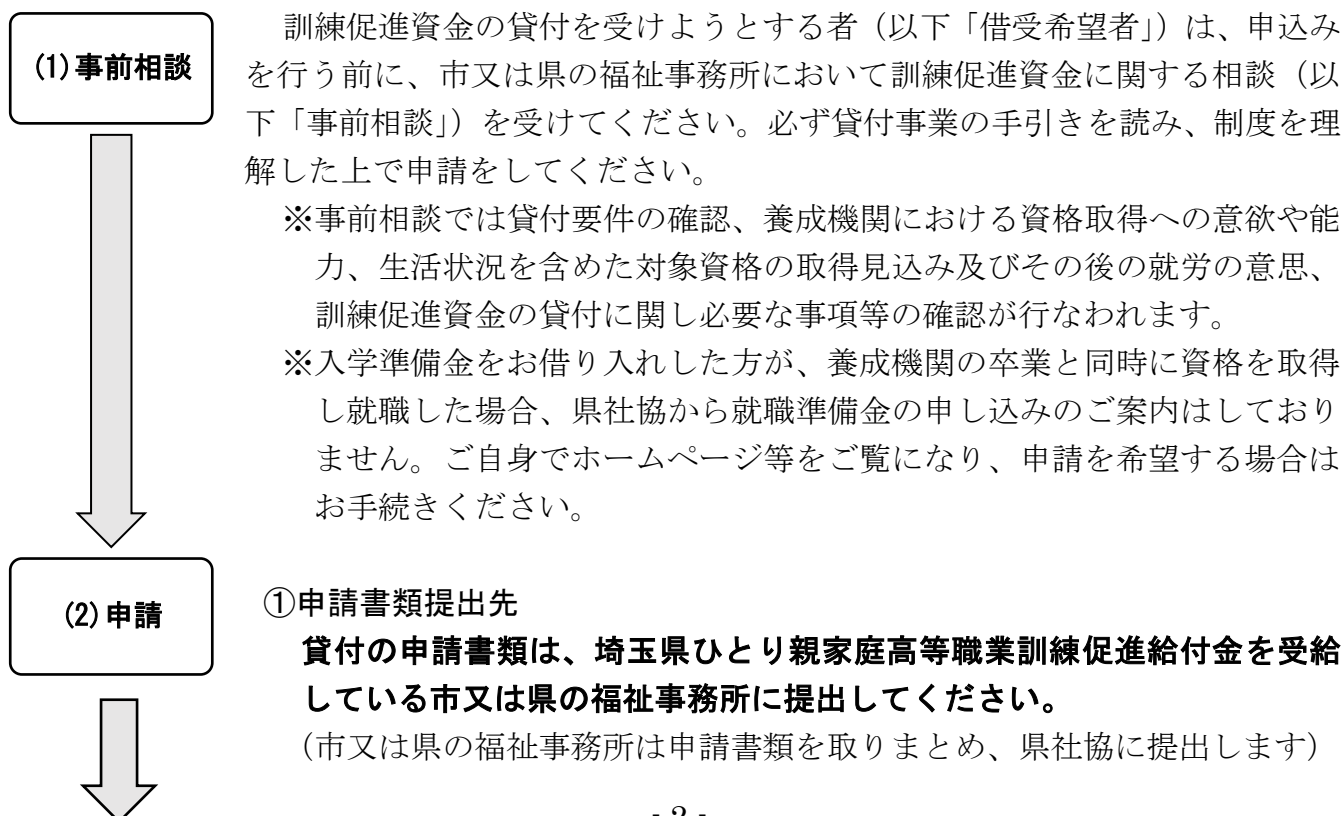 (1)事前相談
訓練促進資金の貸付を受けようとする者（以下「借受希望者」）は、申込み
を行う前に、市又は県の福祉事務所において訓練促進資金に関する相談（以
下「事前相談」）を受けてください。必ず貸付事業の手引きを読み、制度を理
解した上で申請をしてください。
※事前相談では貸付要件の確認、養成機関における資格取得への意欲や能
力、生活状況を含めた対象資格の取得見込み及びその後の就労の意思、
訓練促進資金の貸付に関し必要な事項等の確認が行なわれます。
※入学準備金をお借り入れした方が、養成機関の卒業と同時に資格を取得
し就職した場合、県社協から就職準備金の申し込みのご案内はしており
ません。ご自身でホームページ等をご覧になり、申請を希望する場合は
お手続きください。
(2)申請
①申請書類提出先
貸付の申請書類は、埼玉県ひとり親家庭高等職業訓練促進給付金を受給
している市又は県の福祉事務所に提出してください。
（市又は県の福祉事務所は申請書類を取りまとめ、県社協に提出します）